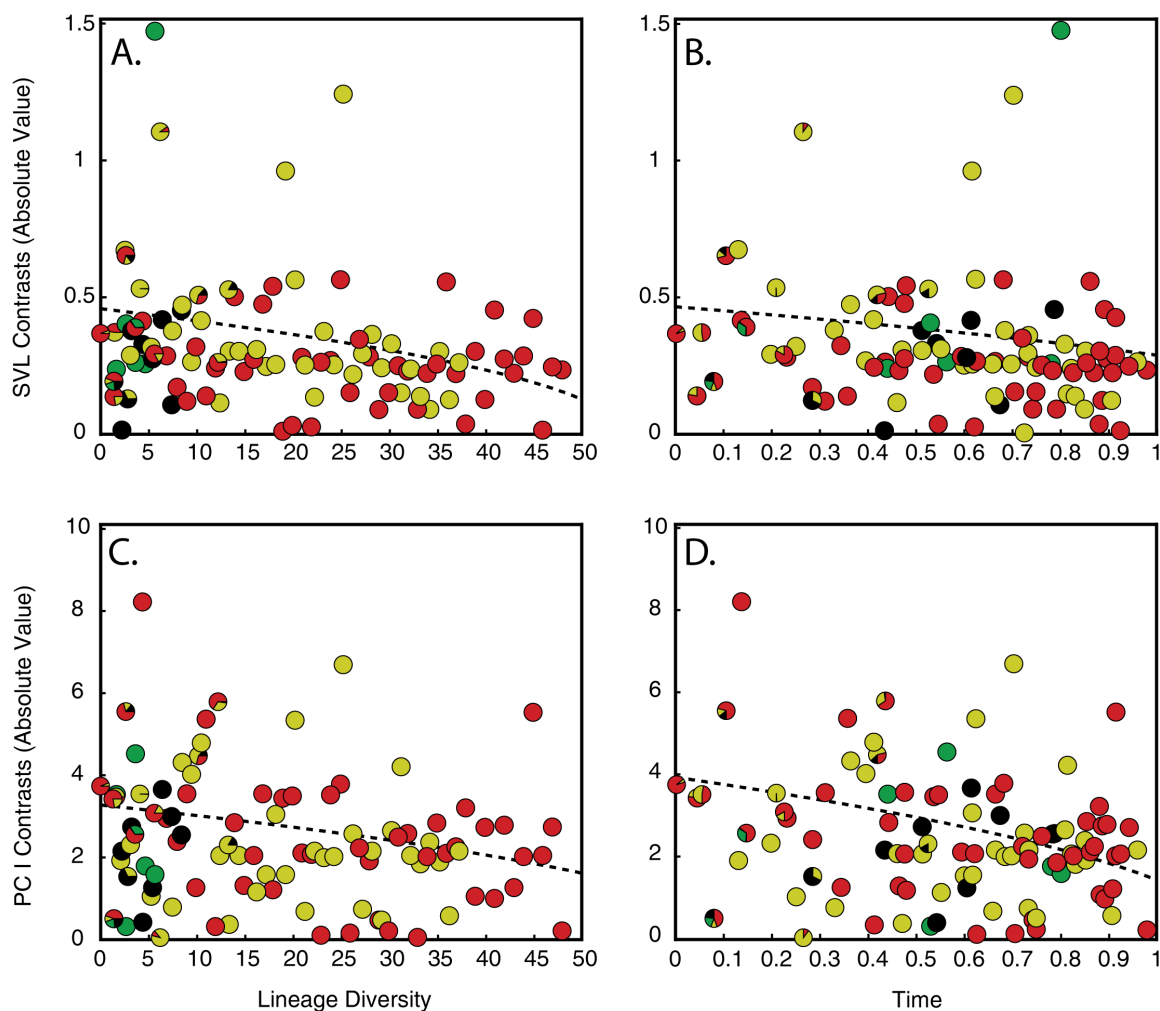 SVL Contrasts (Absolute Value)
1.5
1
0.5
0
A.
0 5 10 15 20 25 30 35 40 45 50
1.5
1
0.5
0
B.
0 0.1 0.2 0.3 0.4 0.5 0.6 0.7 0.8 0.9 1
PC I Contrasts (Absolute Value)
10
8
6
4
2
0
C.
0 5 10 15 20 25 30 35 40 45 50
Lineage Diversity
10
8
6
4
2
0
D.
0 0.1 0.2 0.3 0.4 0.5 0.6 0.7 0.8 0.9 1
Time